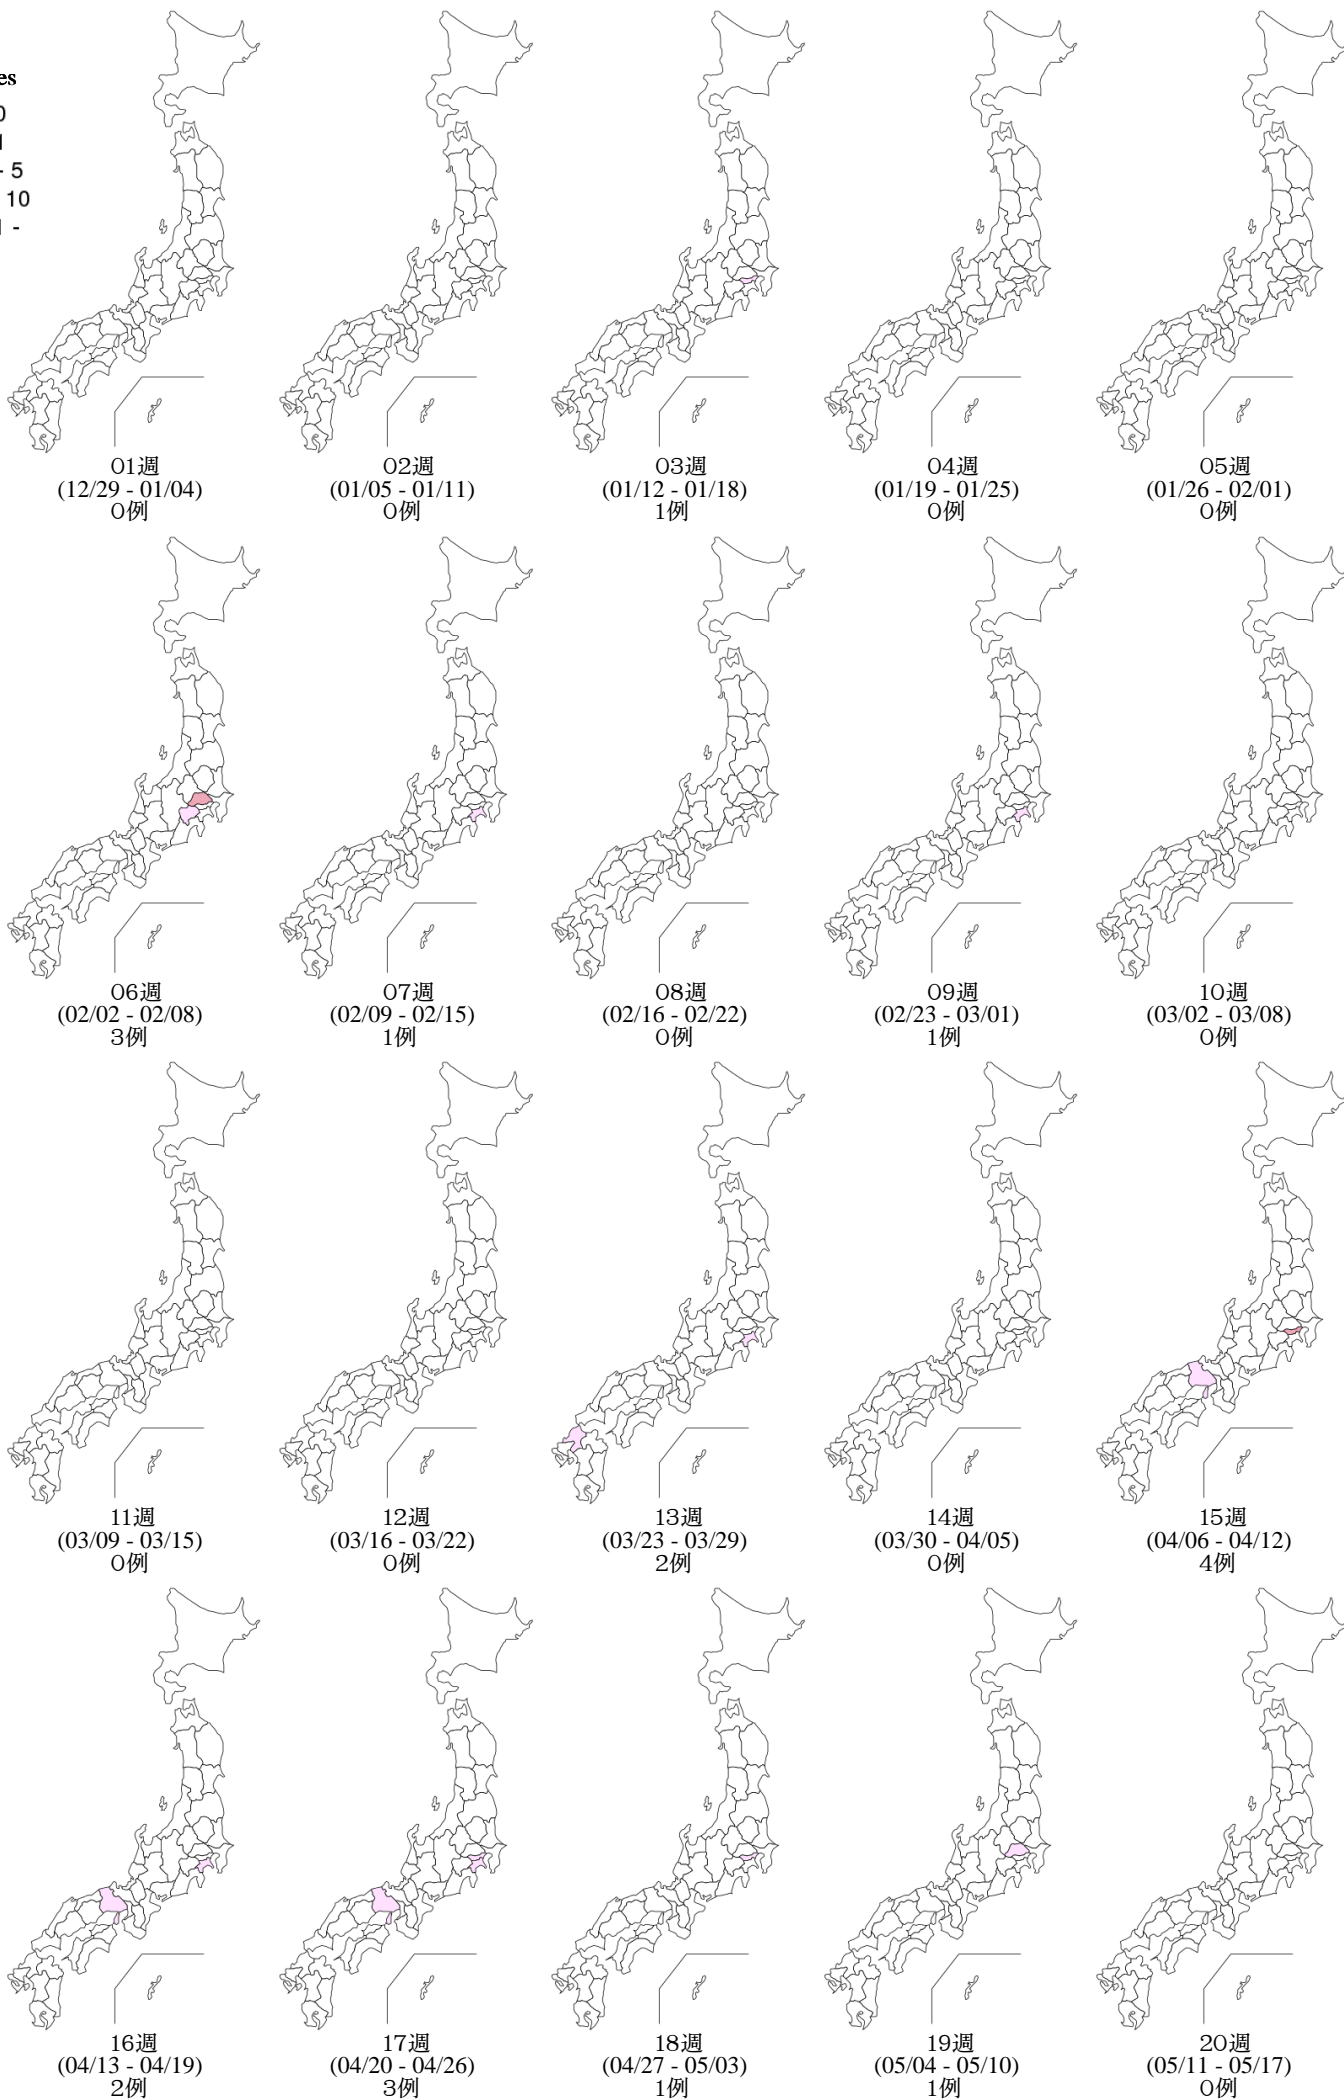 es
0
1
- 5
10
-
01週
(12/29 - 01/04)
0例
02週
(01/05 - 01/11)
0例
03週
(01/12 - 01/18)
1例
04週
(01/19 - 01/25)
0例
05週
(01/26 - 02/01)
0例
06週
(02/02 - 02/08)
3例
07週
(02/09 - 02/15)
1例
08週
(02/16 - 02/22)
0例
09週
(02/23 - 03/01)
1例
10週
(03/02 - 03/08)
0例
11週
(03/09 - 03/15)
0例
12週
(03/16 - 03/22)
0例
13週
(03/23 - 03/29)
2例
14週
(03/30 - 04/05)
0例
15週
(04/06 - 04/12)
4例
16週
(04/13 - 04/19)
2例
17週
(04/20 - 04/26)
3例
18週
(04/27 - 05/03)
1例
19週
(05/04 - 05/10)
1例
20週
(05/11 - 05/17)
0例